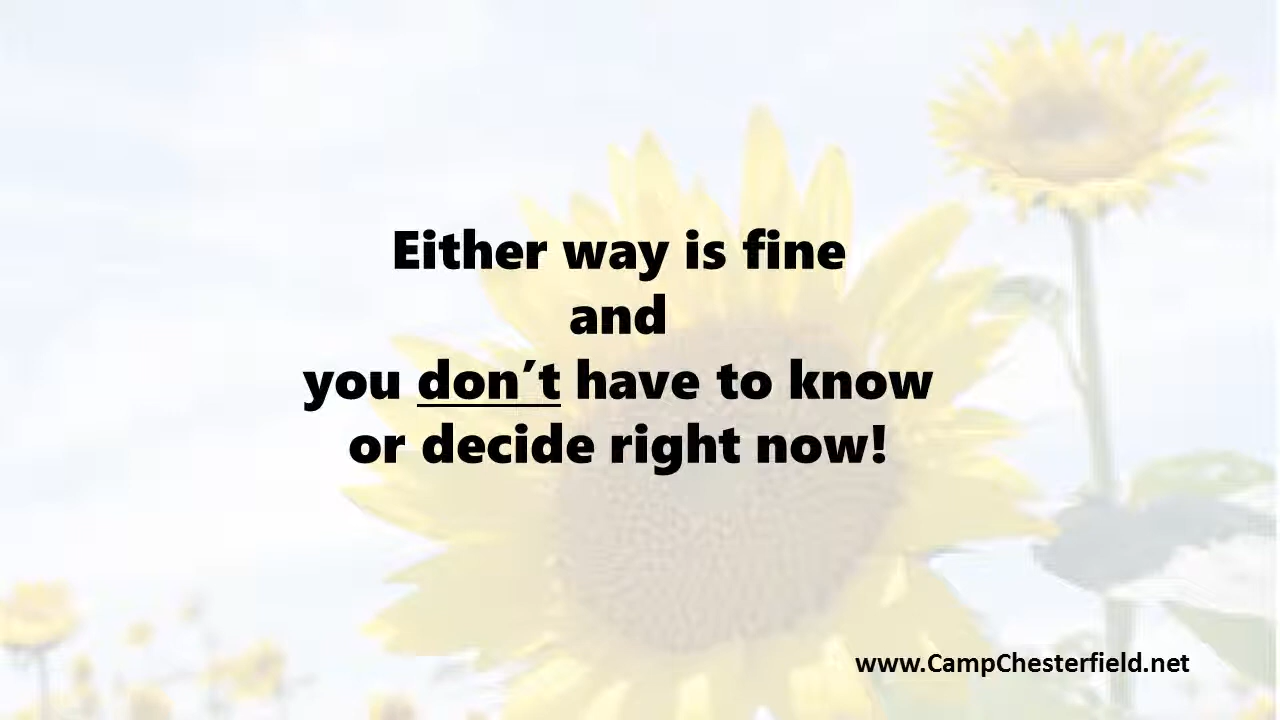 Either way is fine
and
you don’t have to know
or decide right now!
www.CampChesterfield.net